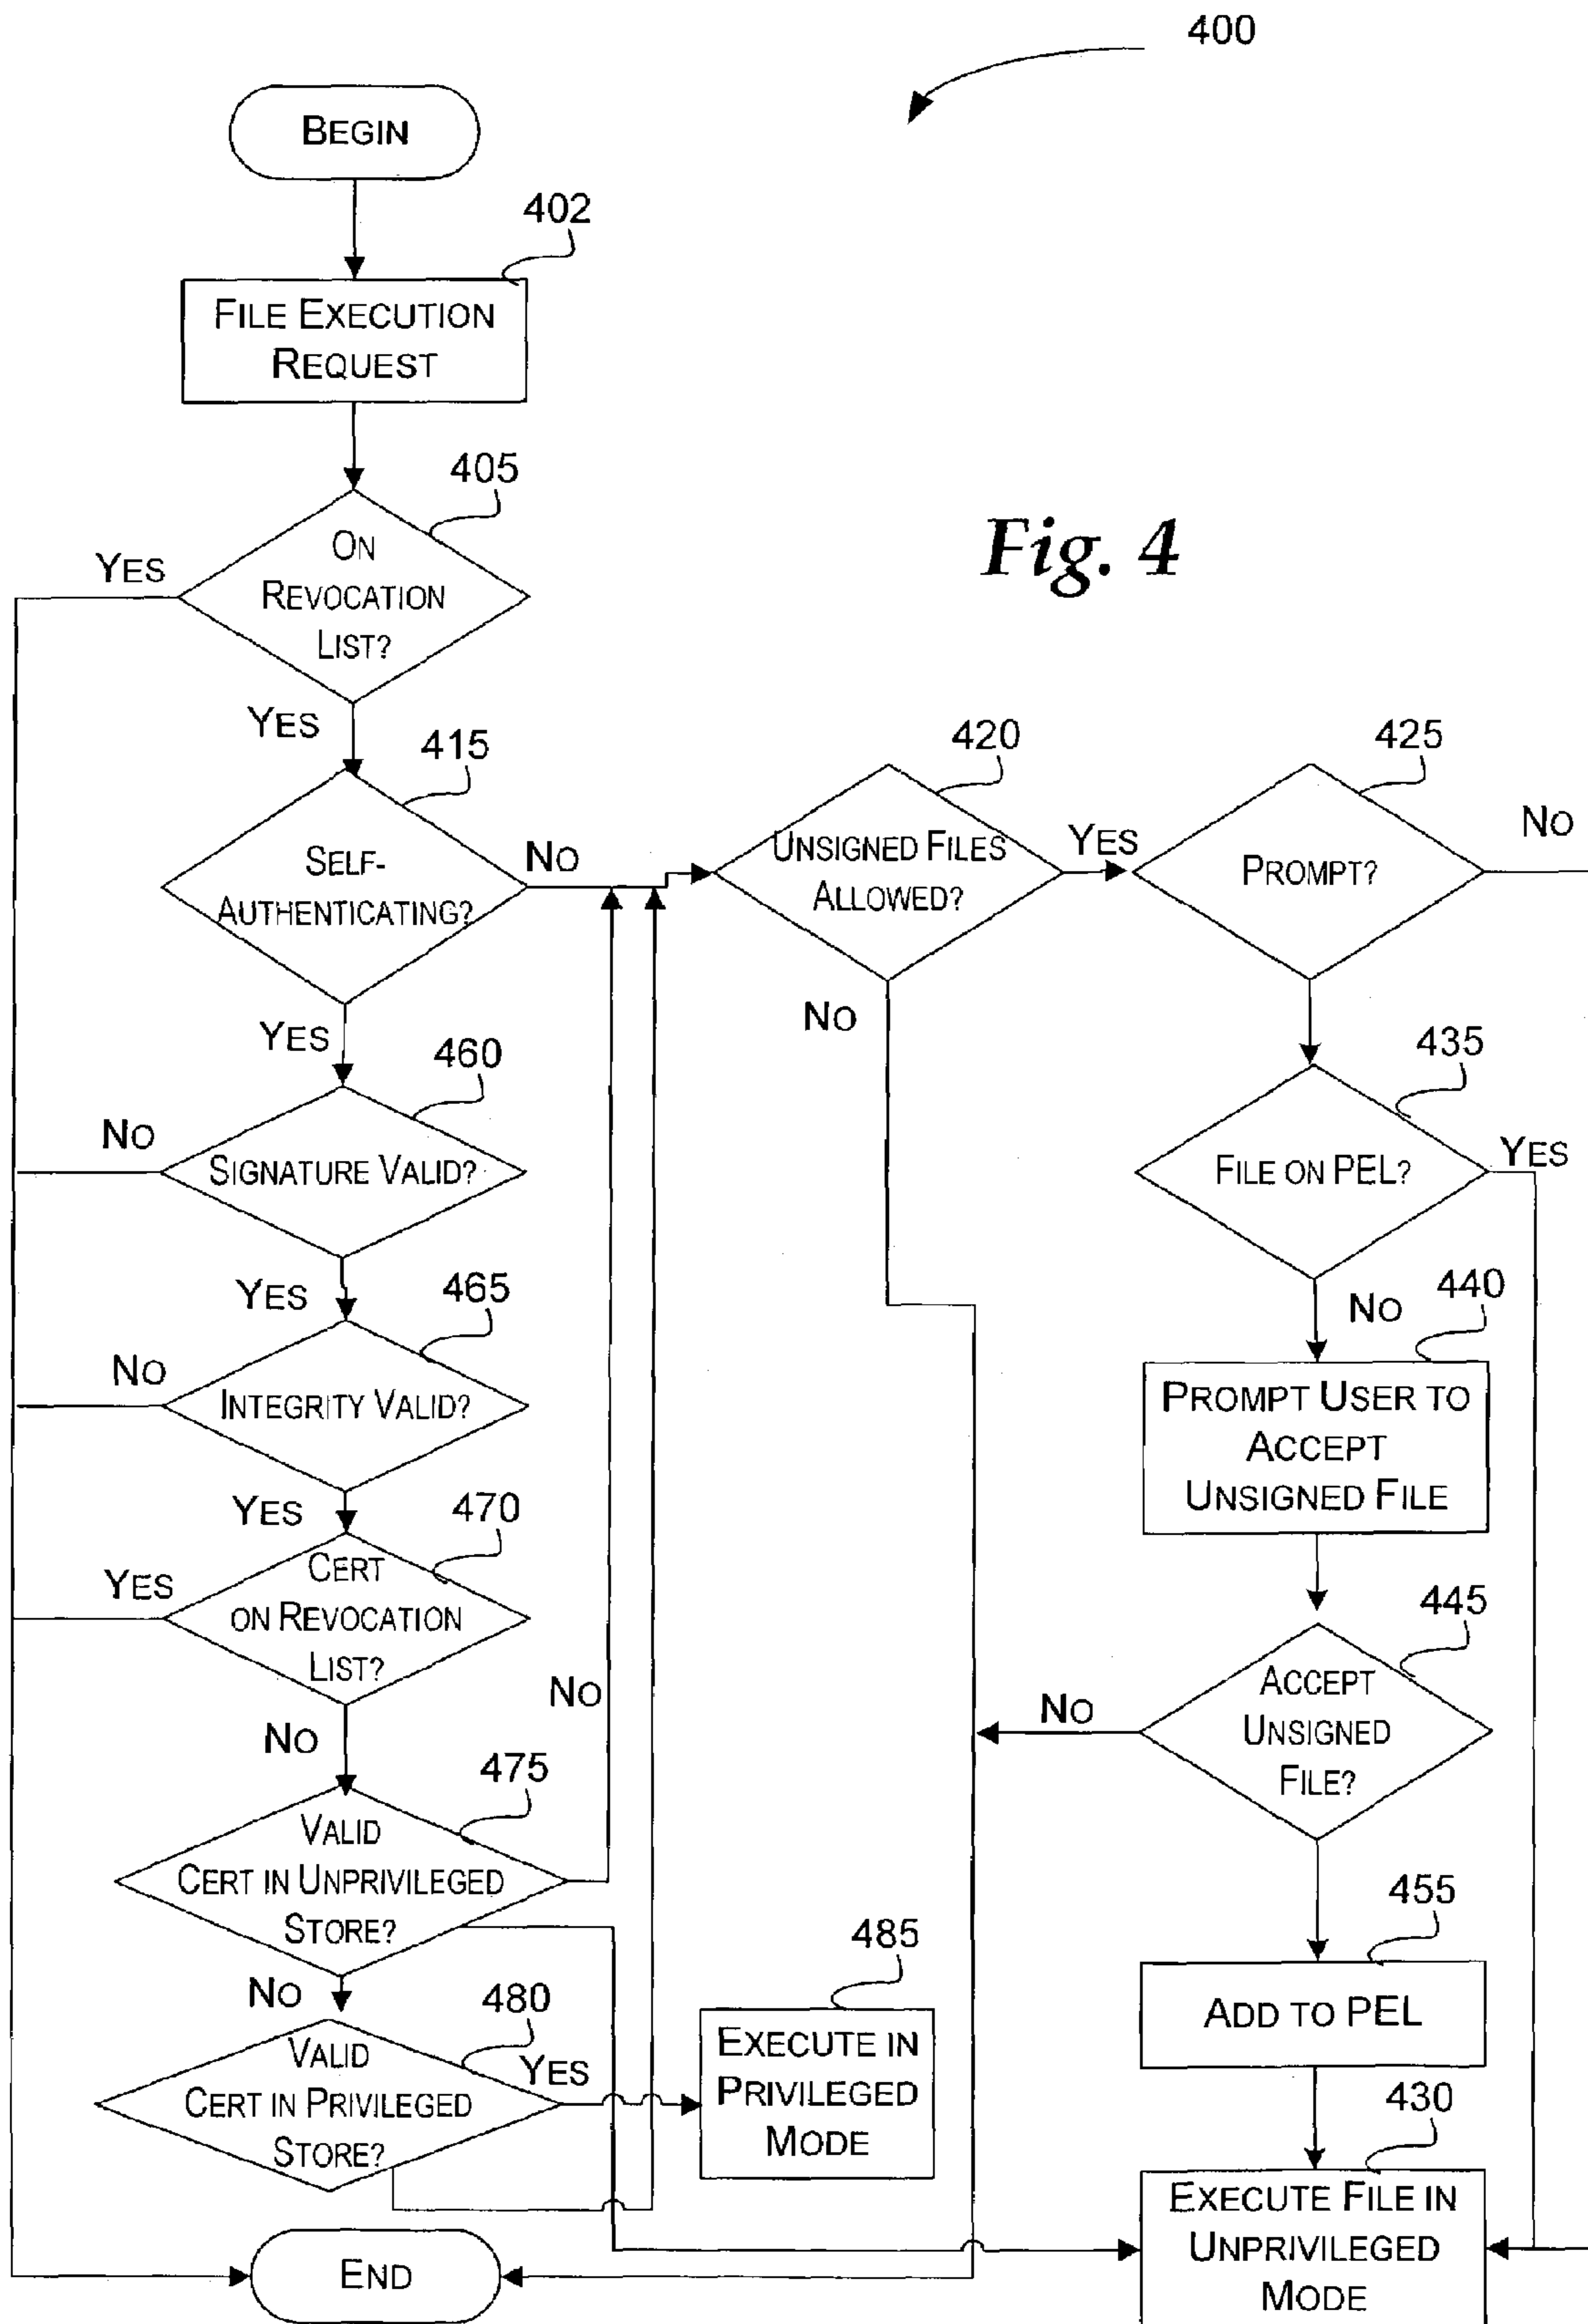 400
BEGIN
402
FILE EXECUTION
REQUEST
405
ON
REVOCATION
LIST?
YES
YES
Fig. 4
415
SELF-
AUTHENTICATING?
NO
YES
420
UNSIGNED FILES
ALLOWED?
YES
NO
425
PROMPT?
NO
435
FILE ON PEL?
YES
NO
440
PROMPT USER TO
ACCEPT
UNSIGNED FILE
445
ACCEPT
UNSIGNED
FILE?
NO
455
ADD TO PEL
430
EXECUTE FILE IN
UNPRIVILEGED
MODE
460
SIGNATURE VALID?
NO
YES
465
INTEGRITY VALID?
NO
YES
470
CERT
ON REVOCATION
LIST?
YES
NO
475
VALID
CERT IN UNPRIVILEGED
STORE?
NO
NO
480
VALID
CERT IN PRIVILEGED
STORE?
YES
485
EXECUTE IN
PRIVILEGED
MODE
END